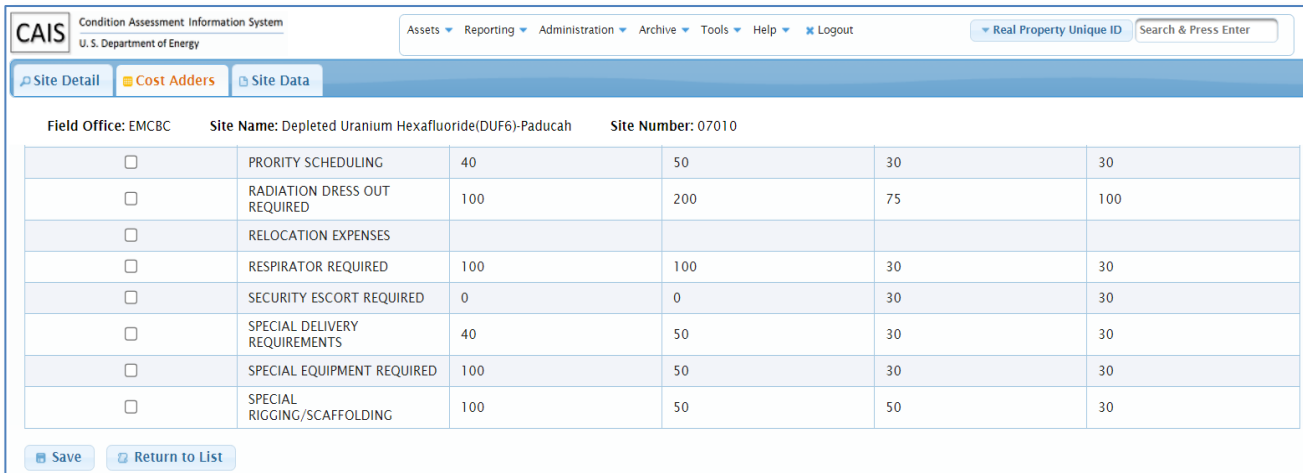 CAIS
Condition Assessment Information System
U. S. Department of Energy
Assets Reporting Administration Archive Tools Help Logout
Real Property Unique ID Search & Press Enter
Site Detail Cost Adders Site Data
Field Office: EMCBC Site Name: Depleted Uranium Hexafluoride(DUF6)-Paducah Site Number: 07010
PRORITY SCHEDULING 40 50 30 30
RADIATION DRESS OUT
REQUIRED 100 200 75 100
RELOCATION EXPENSES
RESPIRATOR REQUIRED 100 100 30 30
SECURITY ESCORT REQUIRED 0 0 30 30
SPECIAL DELIVERY
REQUIREMENTS 40 50 30 30
SPECIAL EQUIPMENT REQUIRED 100 50 30 30
SPECIAL
RIGGING/SCAFFOLDING 100 50 50 30
Save Return to List